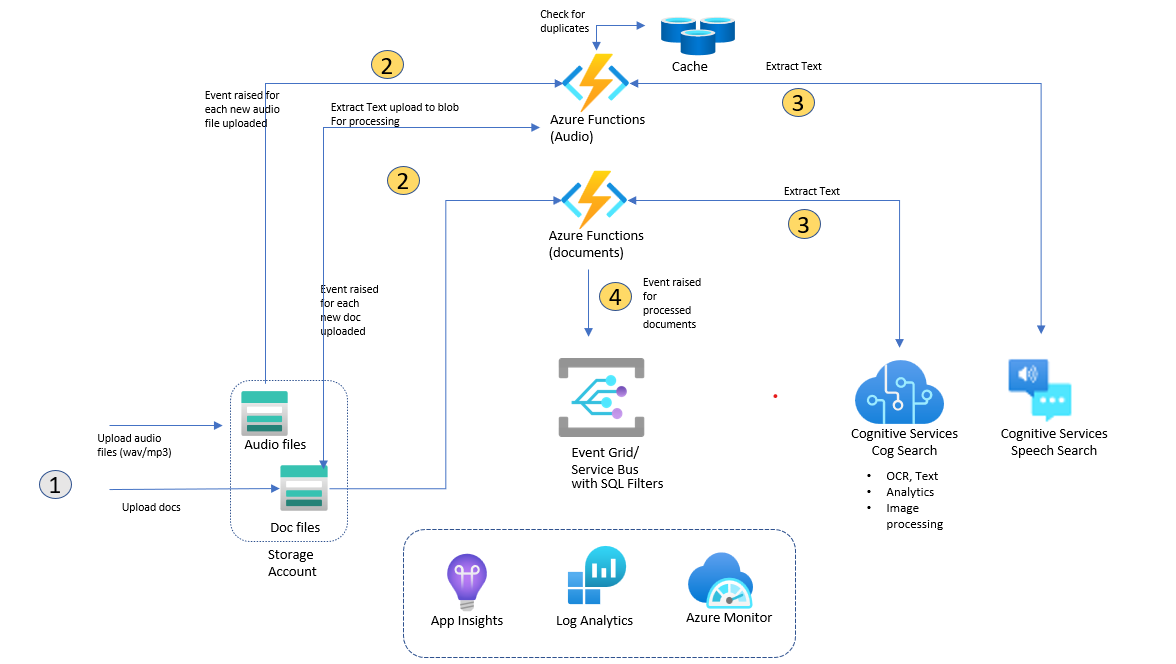 Check for
duplicates
Cache
2
Extract Text
3
Event raised for
each new audio
file uploaded
Extract Text upload to blob
For processing
Azure Functions
(Audio)
2
Extract Text
3
Azure Functions
(documents)
4
Event raised
for
processed
documents
Event raised
for each
new doc
uploaded
Upload audio
files (wav/mp3)
Audio files
1
Upload docs
Doc files
Storage
Account
Event Grid/
Service Bus
with SQL Filters
Cognitive Services
Cog Search
• OCR, Text
• Analytics
• Image
processing
Cognitive Services
Speech Search
App Insights
Log Analytics
Azure Monitor